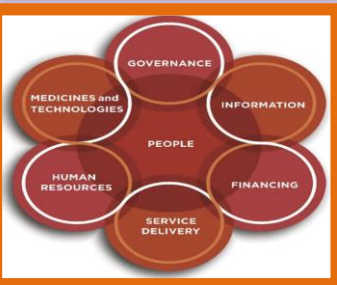 GOVERNANCE
MEDICINES and
TECHNOLOGIES
INFORMATION
PEOPLE
HUMAN
RESOURCES
FINANCING
SERVICE
DELIVERY